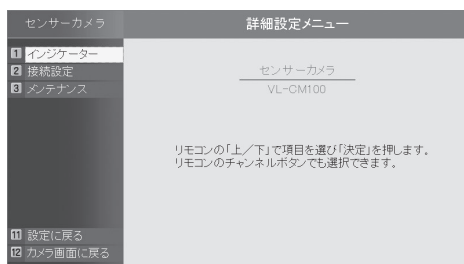 センサーカメラ
詳細設定メニュー
1 インジケーター
2 接続設定
3 メンテナンス
センサーカメラ
VL-CM100
リモコンの「上／下」で項目を選び「決定」を押します。
リモコンのチャンネルボタンでも選択できます。
11 設定に戻る
12 カメラ画面に戻る